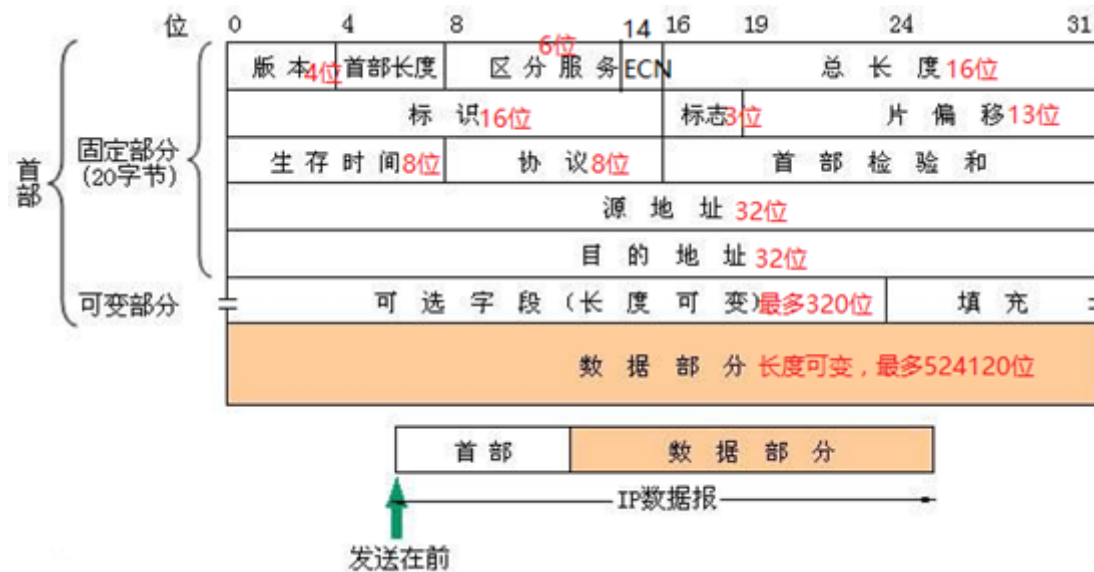 位 0 4 8 14 16 19 24 31
版本 4位 首部长度 区分服务 6位 ECN 总长度 16位
标识 16位 标志 3位 片偏移 13位
首部 固定部分
(20字节)
生存时间 8位 协议 8位 首部检验和
源地址 32位
目的地址 32位
可变部分 可选字段 (长度可变) 最多320位 填充
数据部分 长度可变，最多524120位
首部 数据部分
IP数据报
发送在前